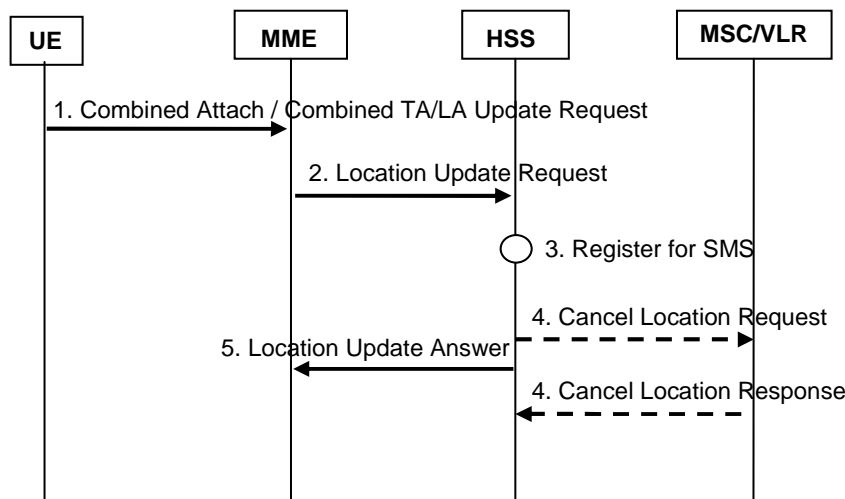 UE
MME
HSS
MSC/VLR
1. Combined Attach / Combined TA/LA Update Request
2. Location Update Request
3. Register for SMS
4. Cancel Location Request
5. Location Update Answer
4. Cancel Location Response